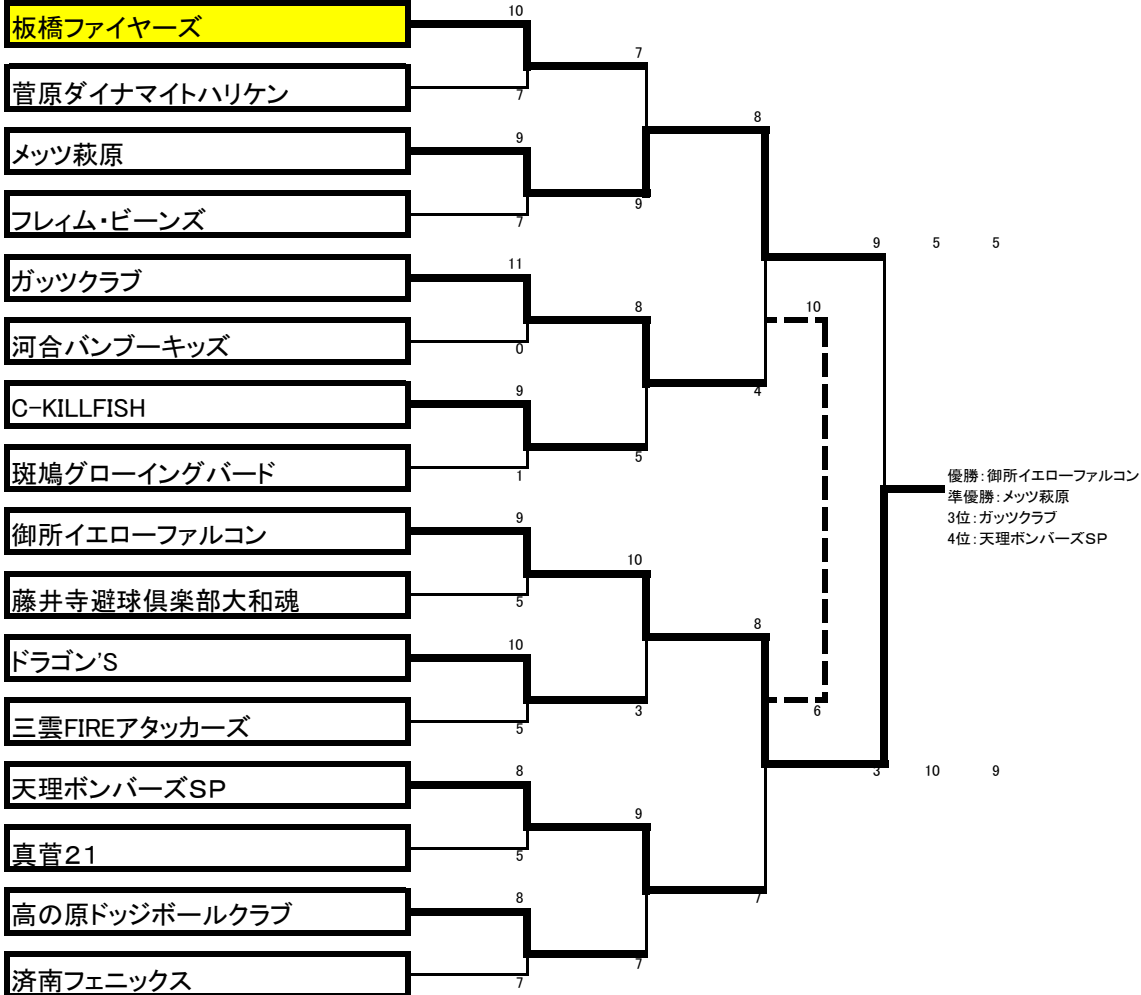 板橋ファイヤーズ
10
7
菅原ダイナマイトハリケン
7
8
メッツ萩原
9
フレィム・ビーンズ
7
9
9 5 5
ガッツクラブ
11
8
10
河合バンブーキッズ
0
4
C-KILLFISH
9
5
斑鳩グローイングバード
1
優勝:御所イエローファルコン
準優勝:メッツ萩原
3位:ガッツクラブ
4位:天理ボンバーズSP
御所イエローファルコン
9
10
藤井寺避球倶楽部大和魂
5
8
ドラゴン'S
10
3
6
三雲FIREアタッカーズ
5
天理ボンバーズSP
8
3 10 9
9
真菅21
5
7
高の原ドッジボールクラブ
8
7
済南フェニックス
7